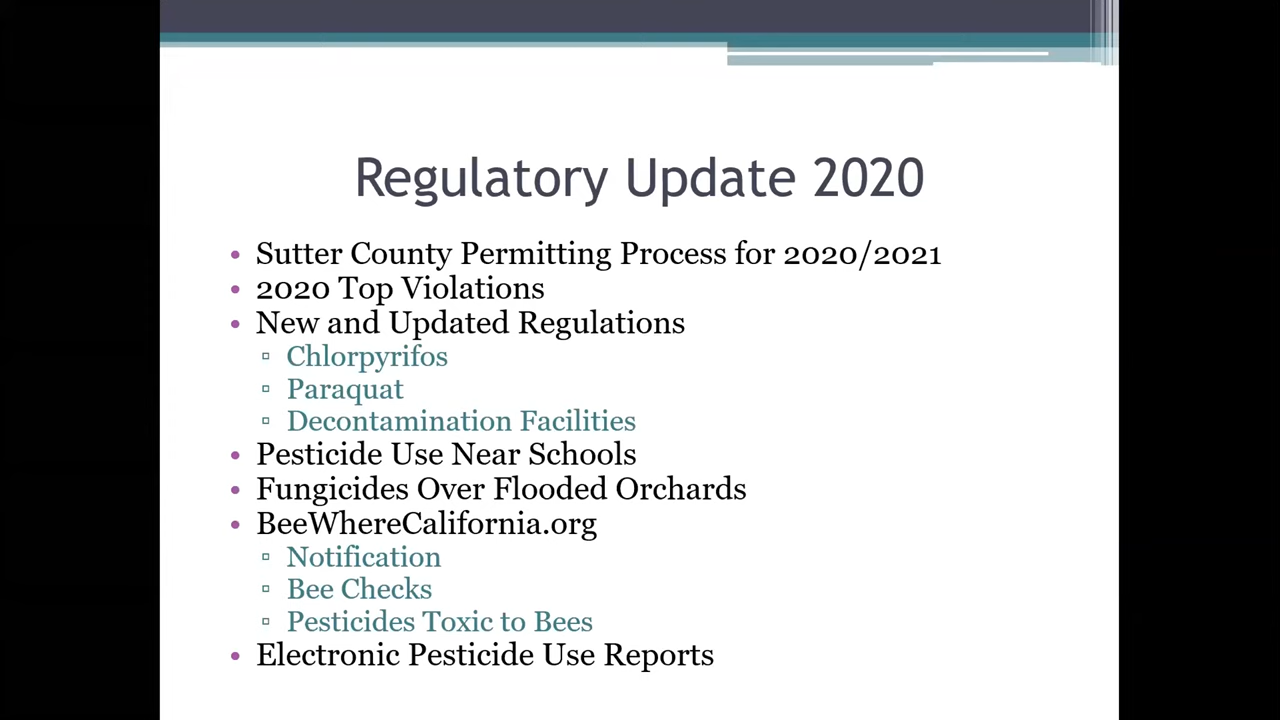 Regulatory Update 2020
• Sutter County Permitting Process for 2020/2021
• 2020 Top Violations
• New and Updated Regulations
▫ Chlorpyrifos
▫ Paraquat
▫ Decontamination Facilities
• Pesticide Use Near Schools
• Fungicides Over Flooded Orchards
• BeeWhereCalifornia.org
▫ Notification
▫ Bee Checks
▫ Pesticides Toxic to Bees
• Electronic Pesticide Use Reports